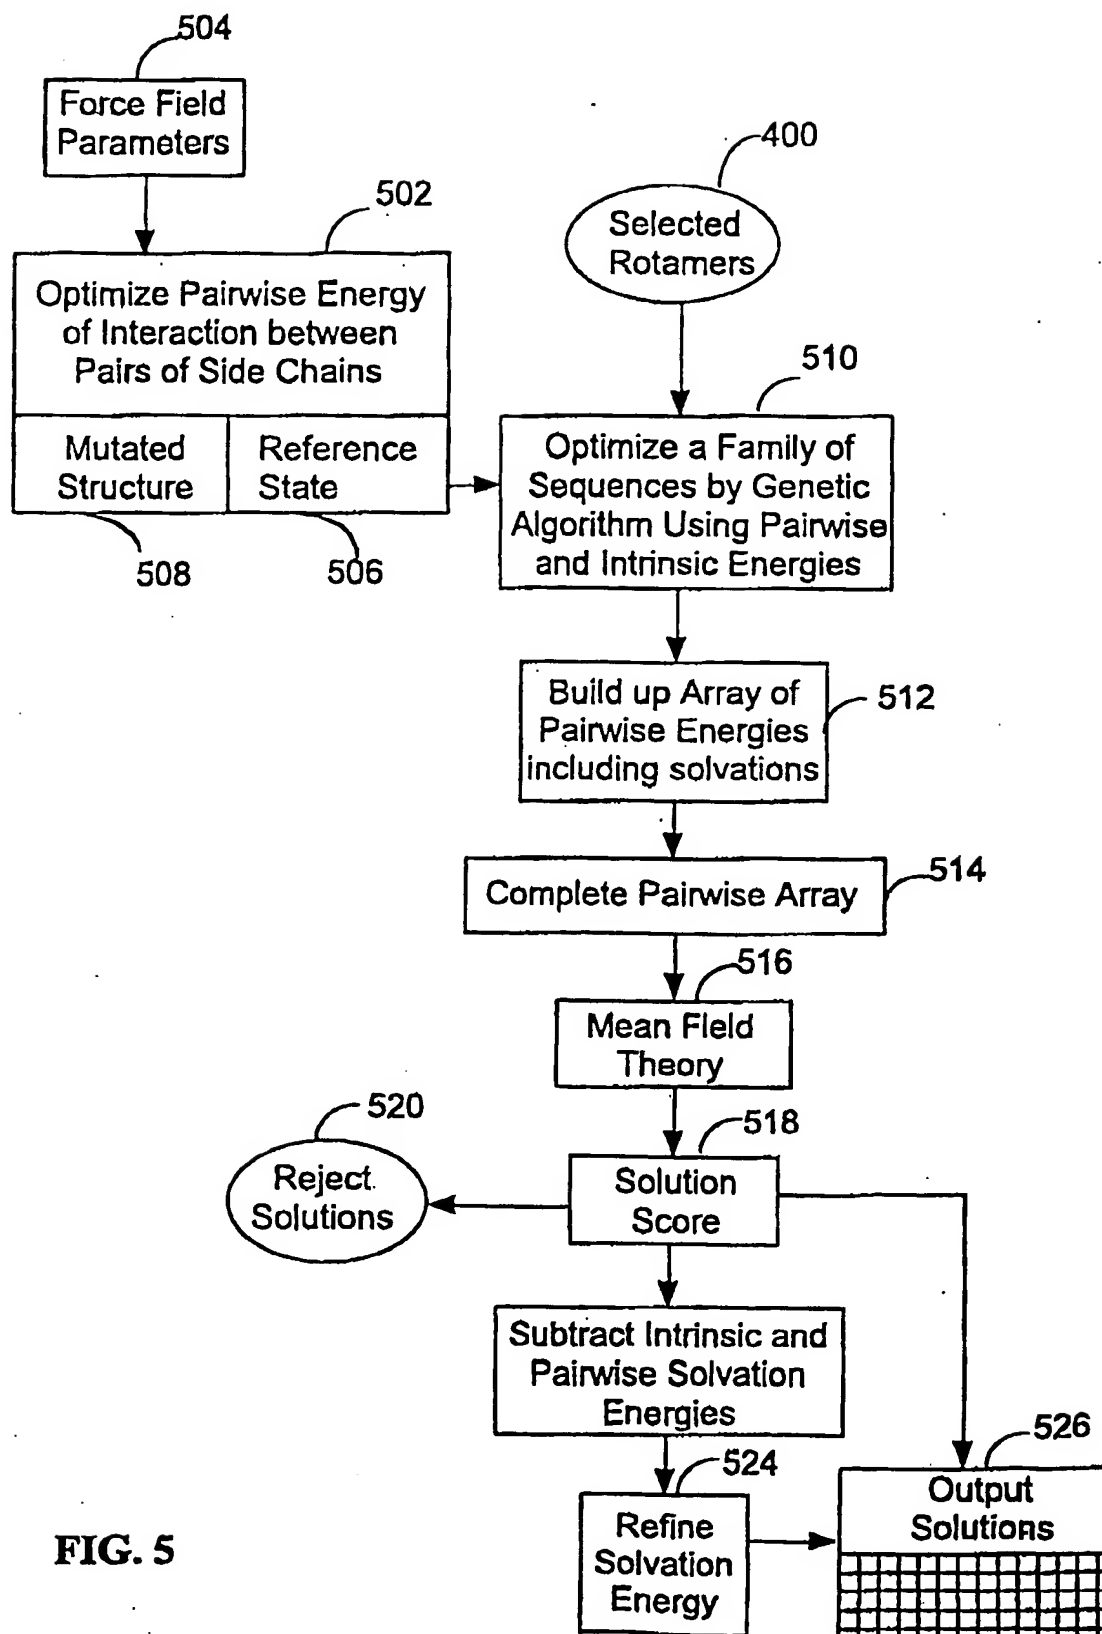 504
Force Field
Parameters
400
502
Selected
Rotamers
Optimize Pairwise Energy
of Interaction between
Pairs of Side Chains
510
Mutated
Structure
Reference
State
Optimize a Family of
Sequences by Genetic
Algorithm Using Pairwise
and Intrinsic Energies
508
506
Build up Array of
Pairwise Energies
including solvations
512
Complete Pairwise Array
514
516
Mean Field
Theory
520
518
Reject
Solutions
Solution
Score
Subtract Intrinsic and
Pairwise Solvation
Energies
524
526
Output
Solutions
Refine
Solvation
Energy
FIG. 5